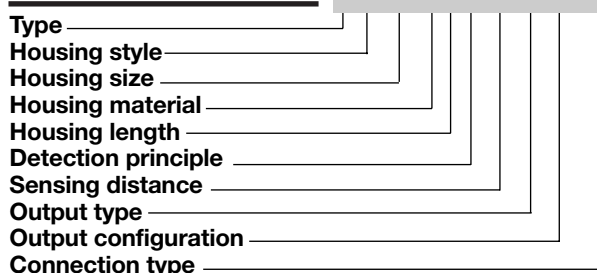 Type
Housing style
Housing size
Housing material
Housing length
Detection principle
Sensing distance
Output type
Output configuration
Connection type